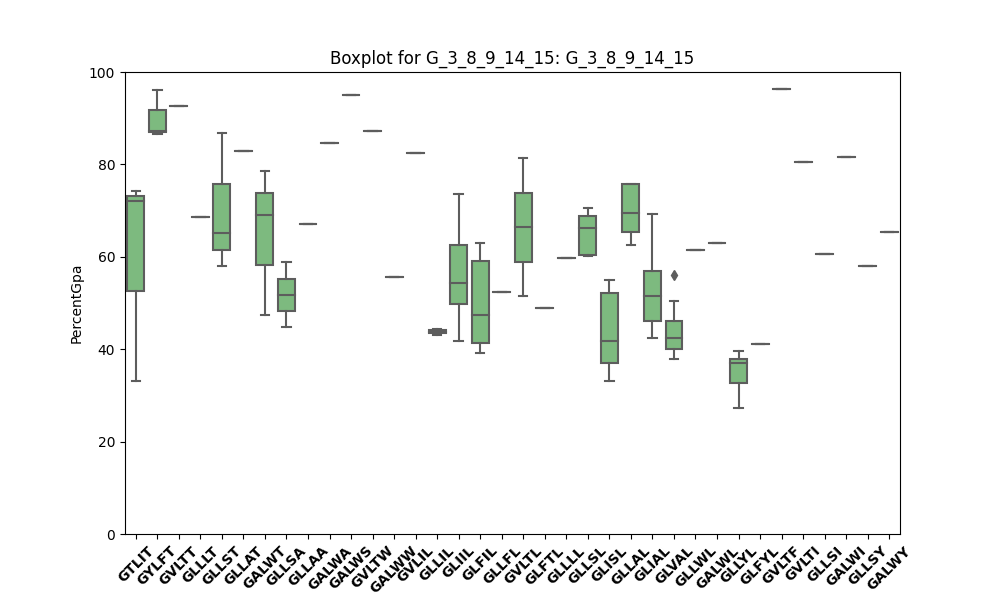 Boxplot for G_3_8_9_14_15: G_3_8_9_14_15
PercentGpa
100
80
60
40
20
0
GTLIT
GYLFT
GVLTT
GLLLT
GLLST
GLLAT
GALWT
GLLSA
GLLAA
GALWA
GALWS
GVLTW
GALWW
GVLIL
GLLIL
GLIIL
GLFIL
GLLFL
GVLTL
GLFTL
GLLLL
GLLSL
GLISL
GLLAL
GLIAL
GLVAL
GLLWL
GALWL
GLLYL
GLFYL
GVLTF
GVLTI
GLLSI
GALWI
GLLSY
GALWY